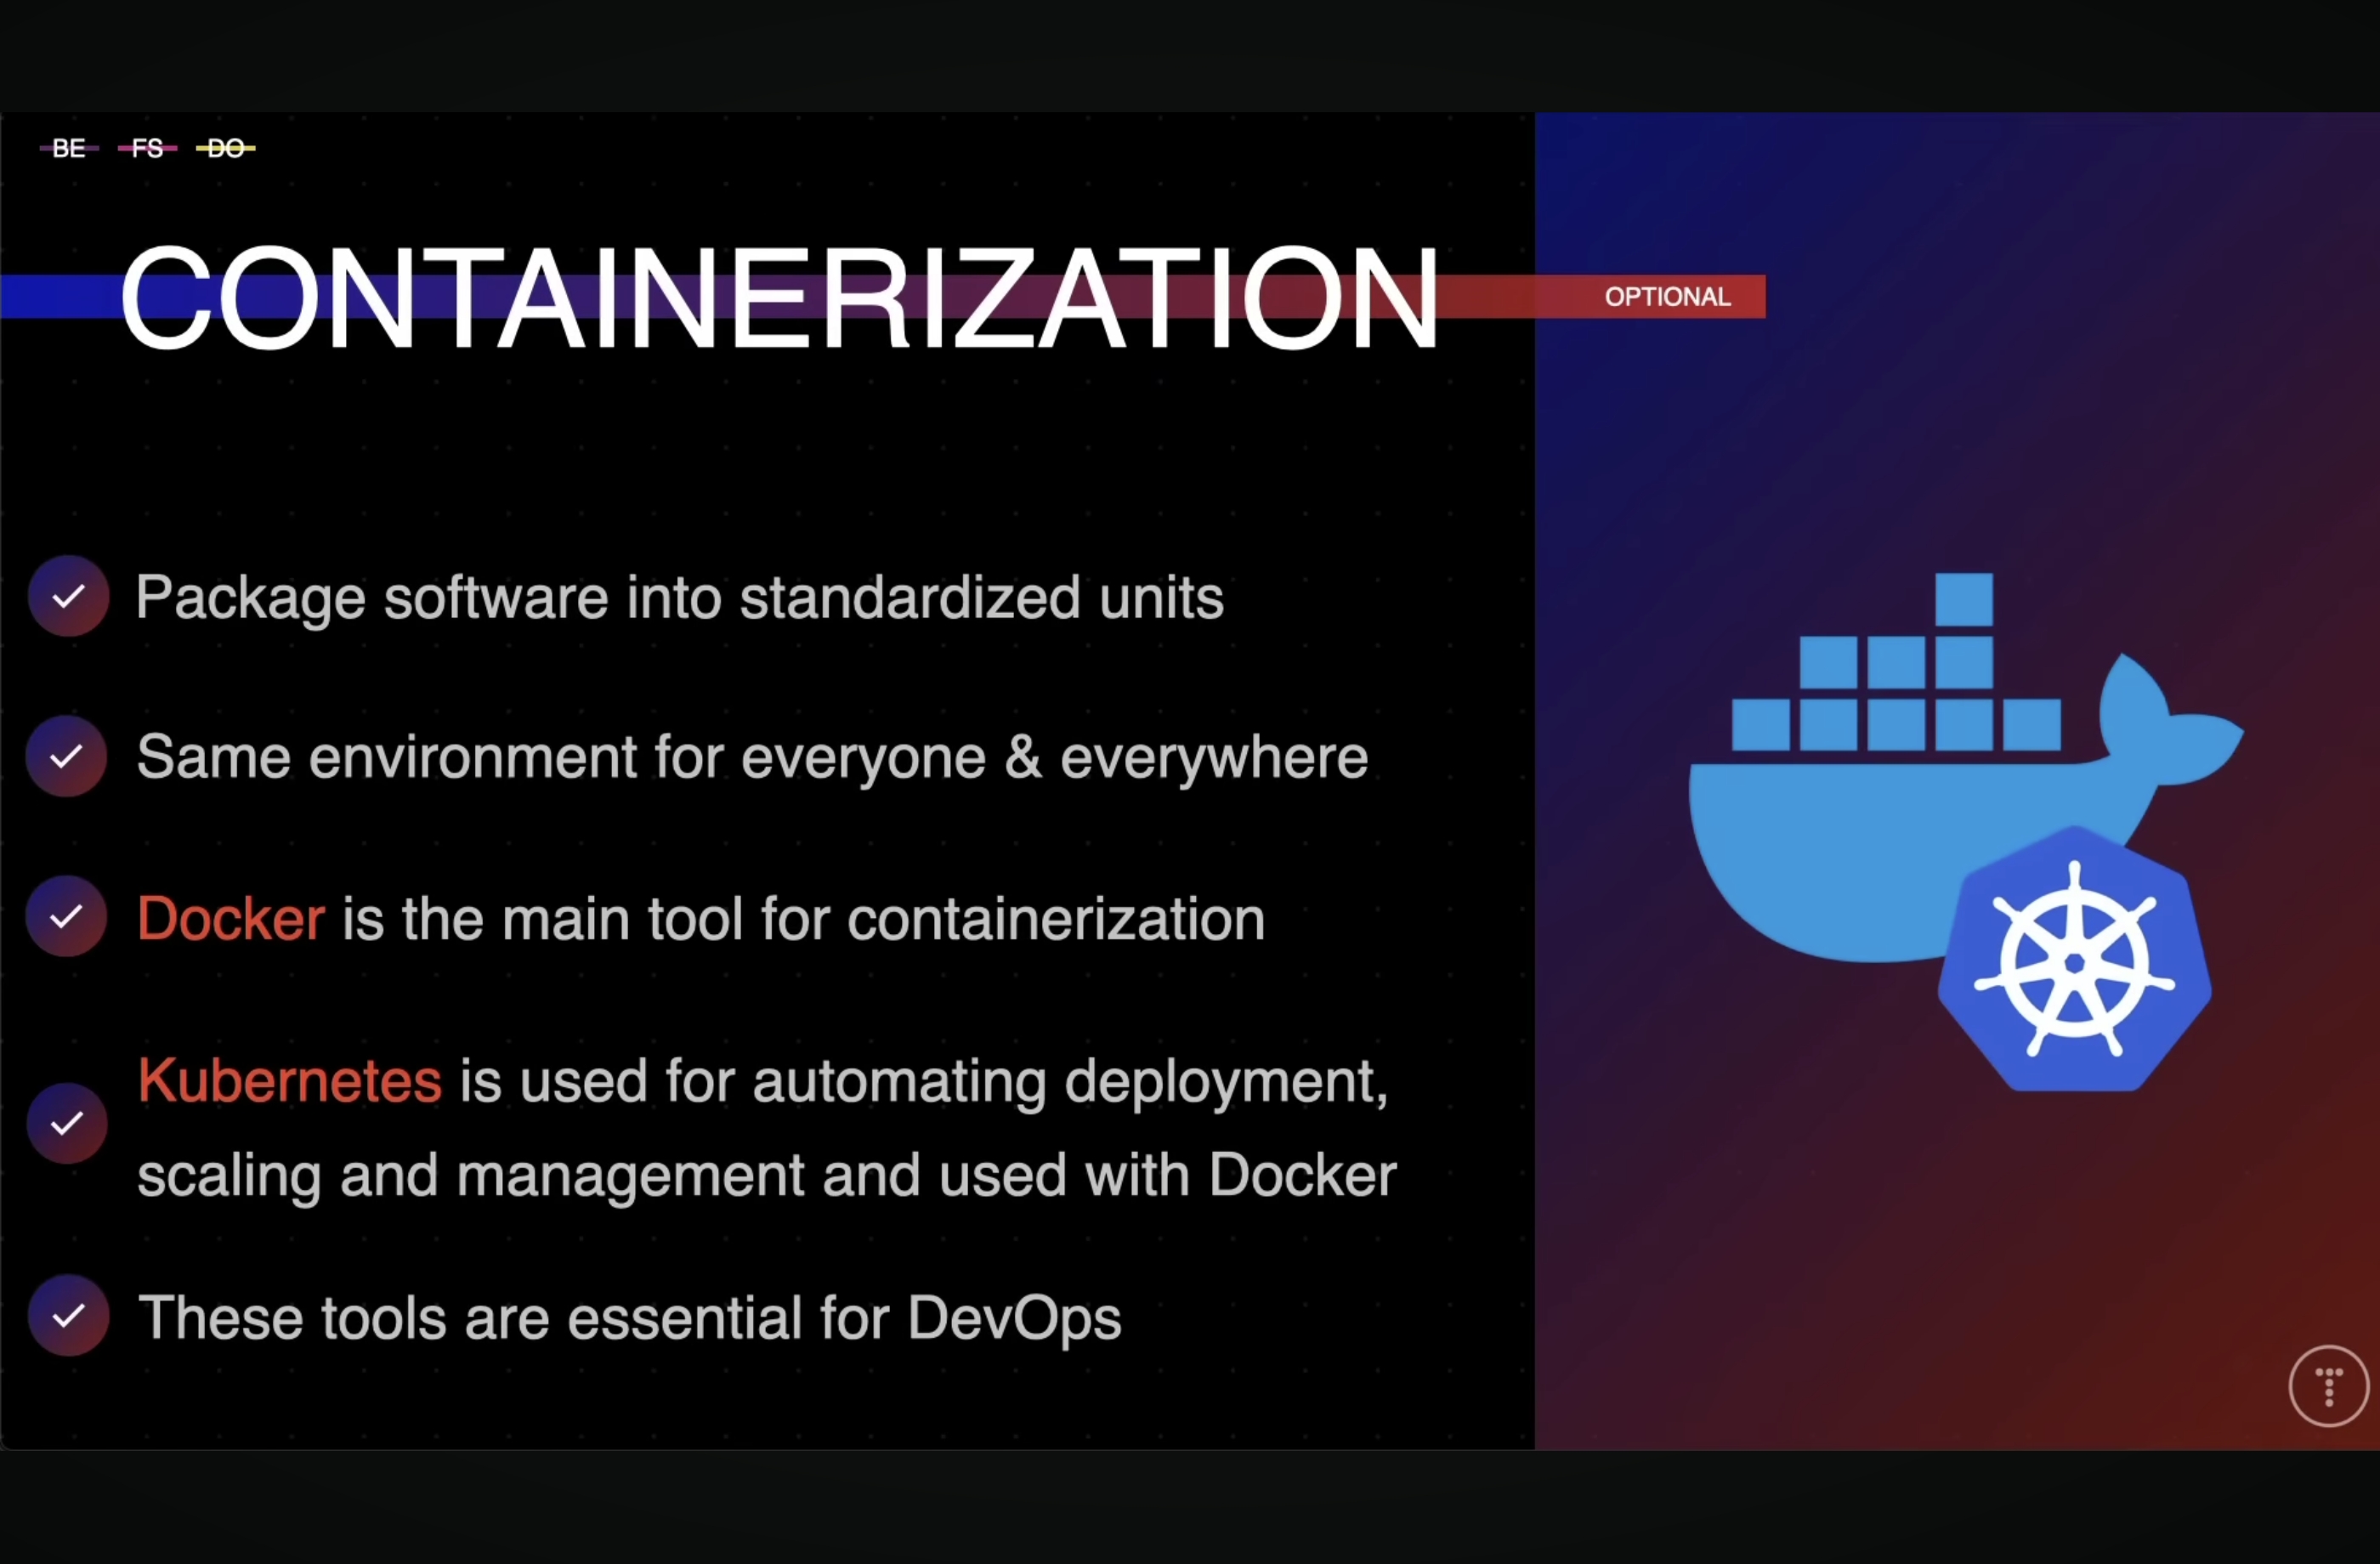 BE FS DO
CONTAINERIZATION
OPTIONAL
Package software into standardized units
Same environment for everyone & everywhere
Docker is the main tool for containerization
Kubernetes is used for automating deployment,
scaling and management and used with Docker
These tools are essential for DevOps
T